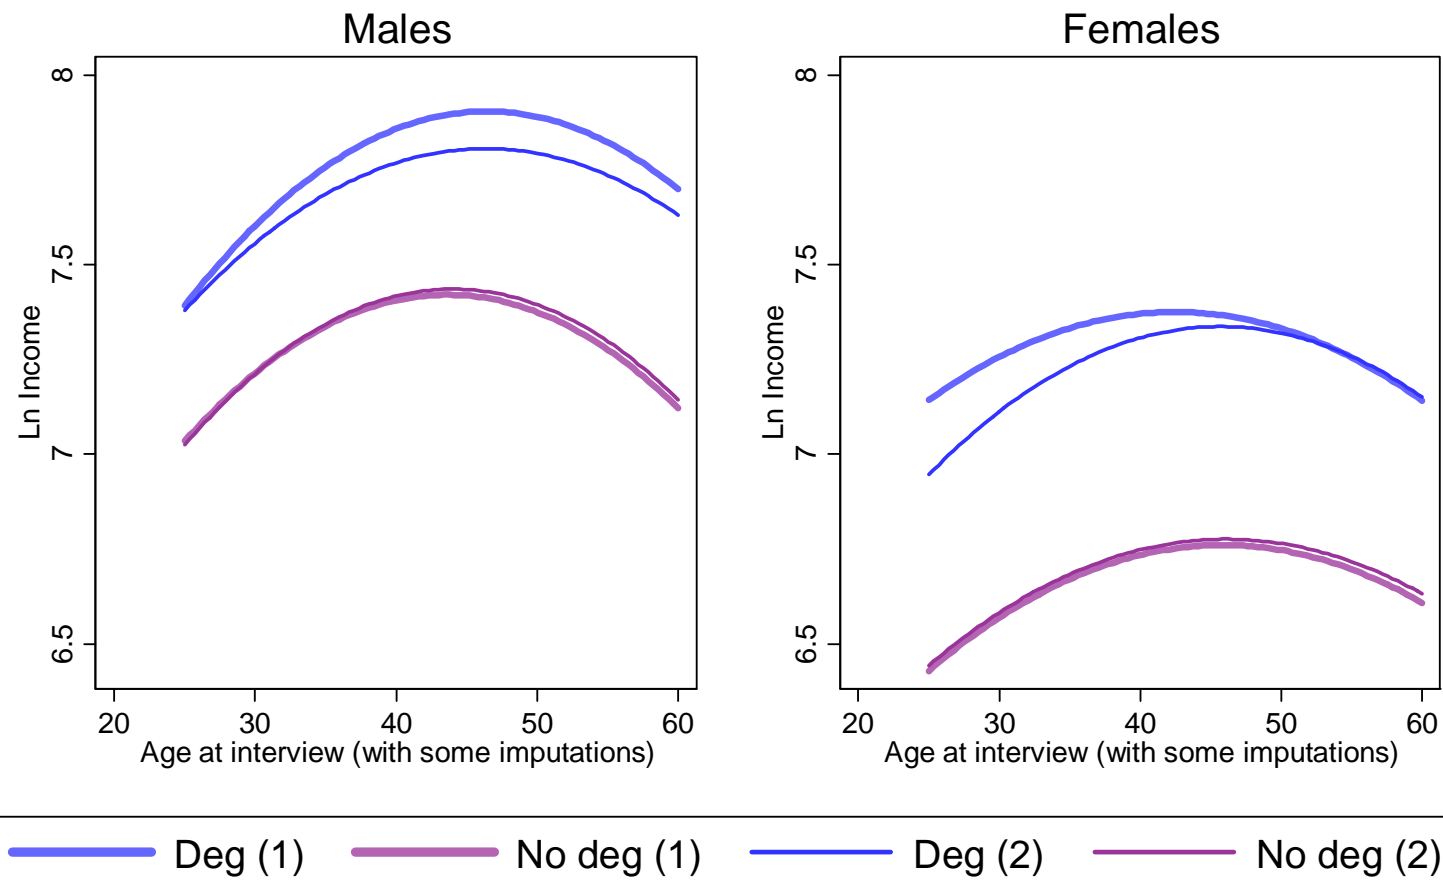 Males
Females
Ln Income
8
7.5
7
6.5
20 30 40 50 60
Age at interview (with some imputations)
Ln Income
8
7.5
7
6.5
20 30 40 50 60
Age at interview (with some imputations)
Deg (1) No deg (1) Deg (2) No deg (2)